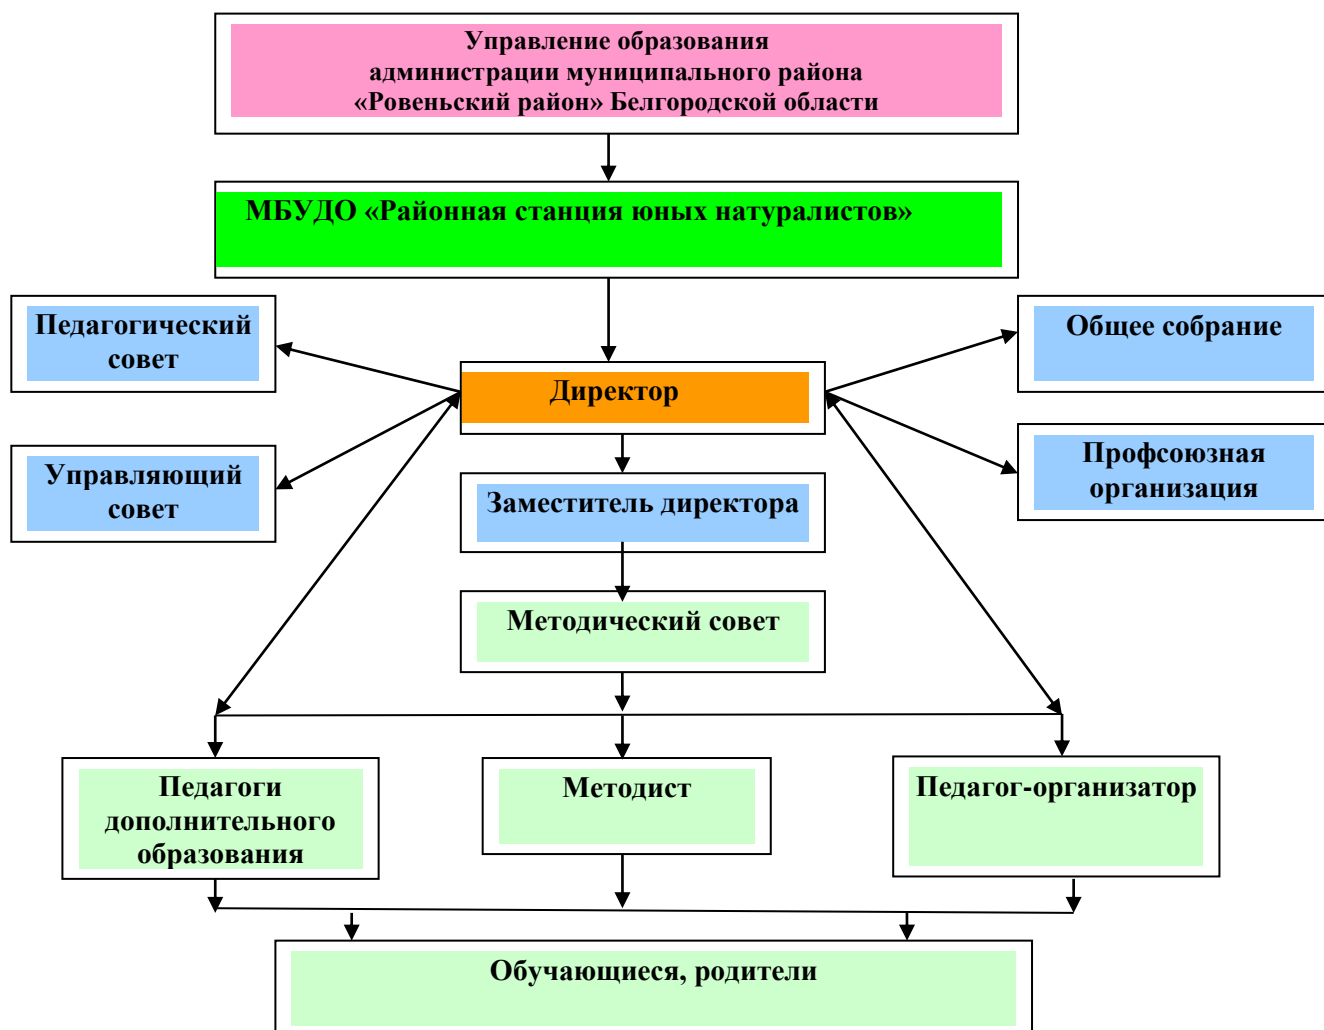 Управление образования
администрации муниципального района
«Ровеньский район» Белгородской области
МБУДО «Районная станция юных натуралистов»
Педагогический
совет
Общее собрание
Директор
Управляющий
совет
Профсоюзная
организация
Заместитель директора
Методический совет
Педагоги
дополнительного
образования
Методист
Педагог-организатор
Обучающиеся, родители